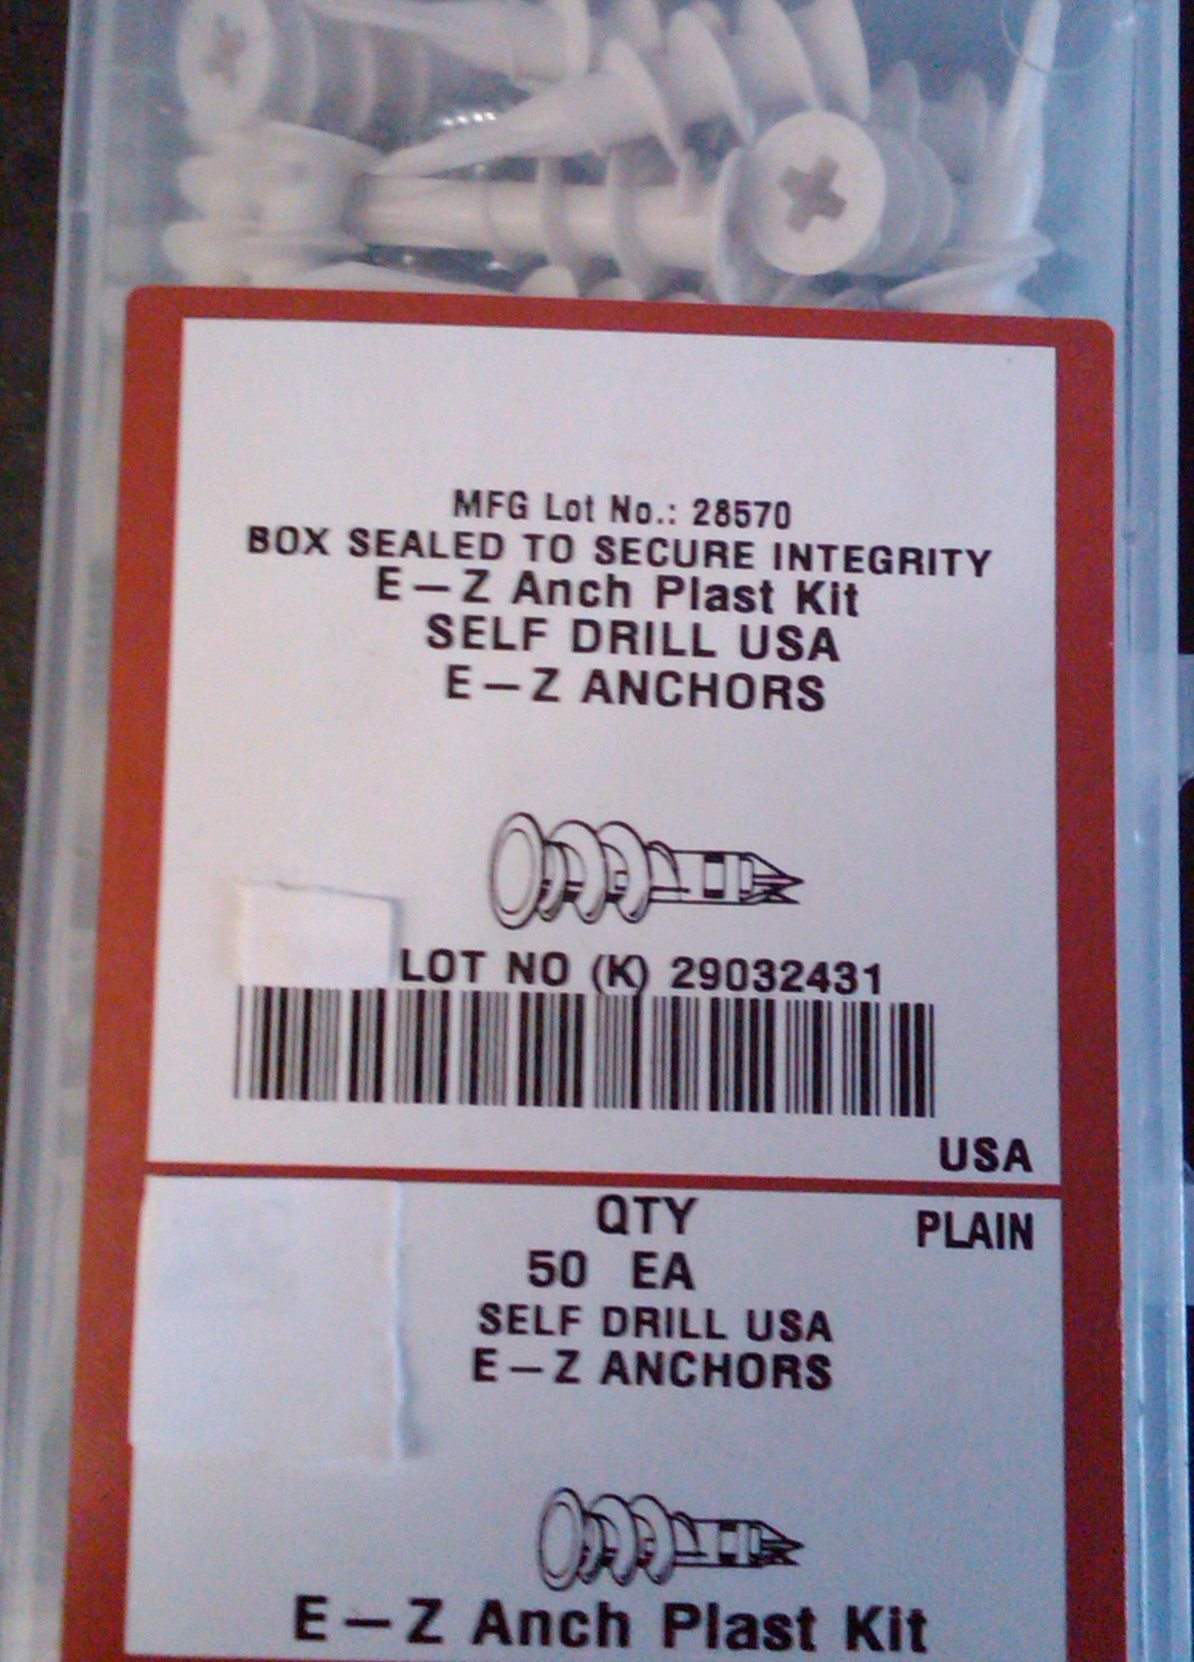 MFG Lot No.: 28570
BOX SEALED TO SECURE INTEGRITY
E-Z Anch Plast Kit
SELF DRILL USA
E-Z ANCHORS
LOT NO (K) 29032431
USA
QTY
PLAIN
50 EA
SELF DRILL USA
E-Z ANCHORS
E-Z Anch Plast Kit